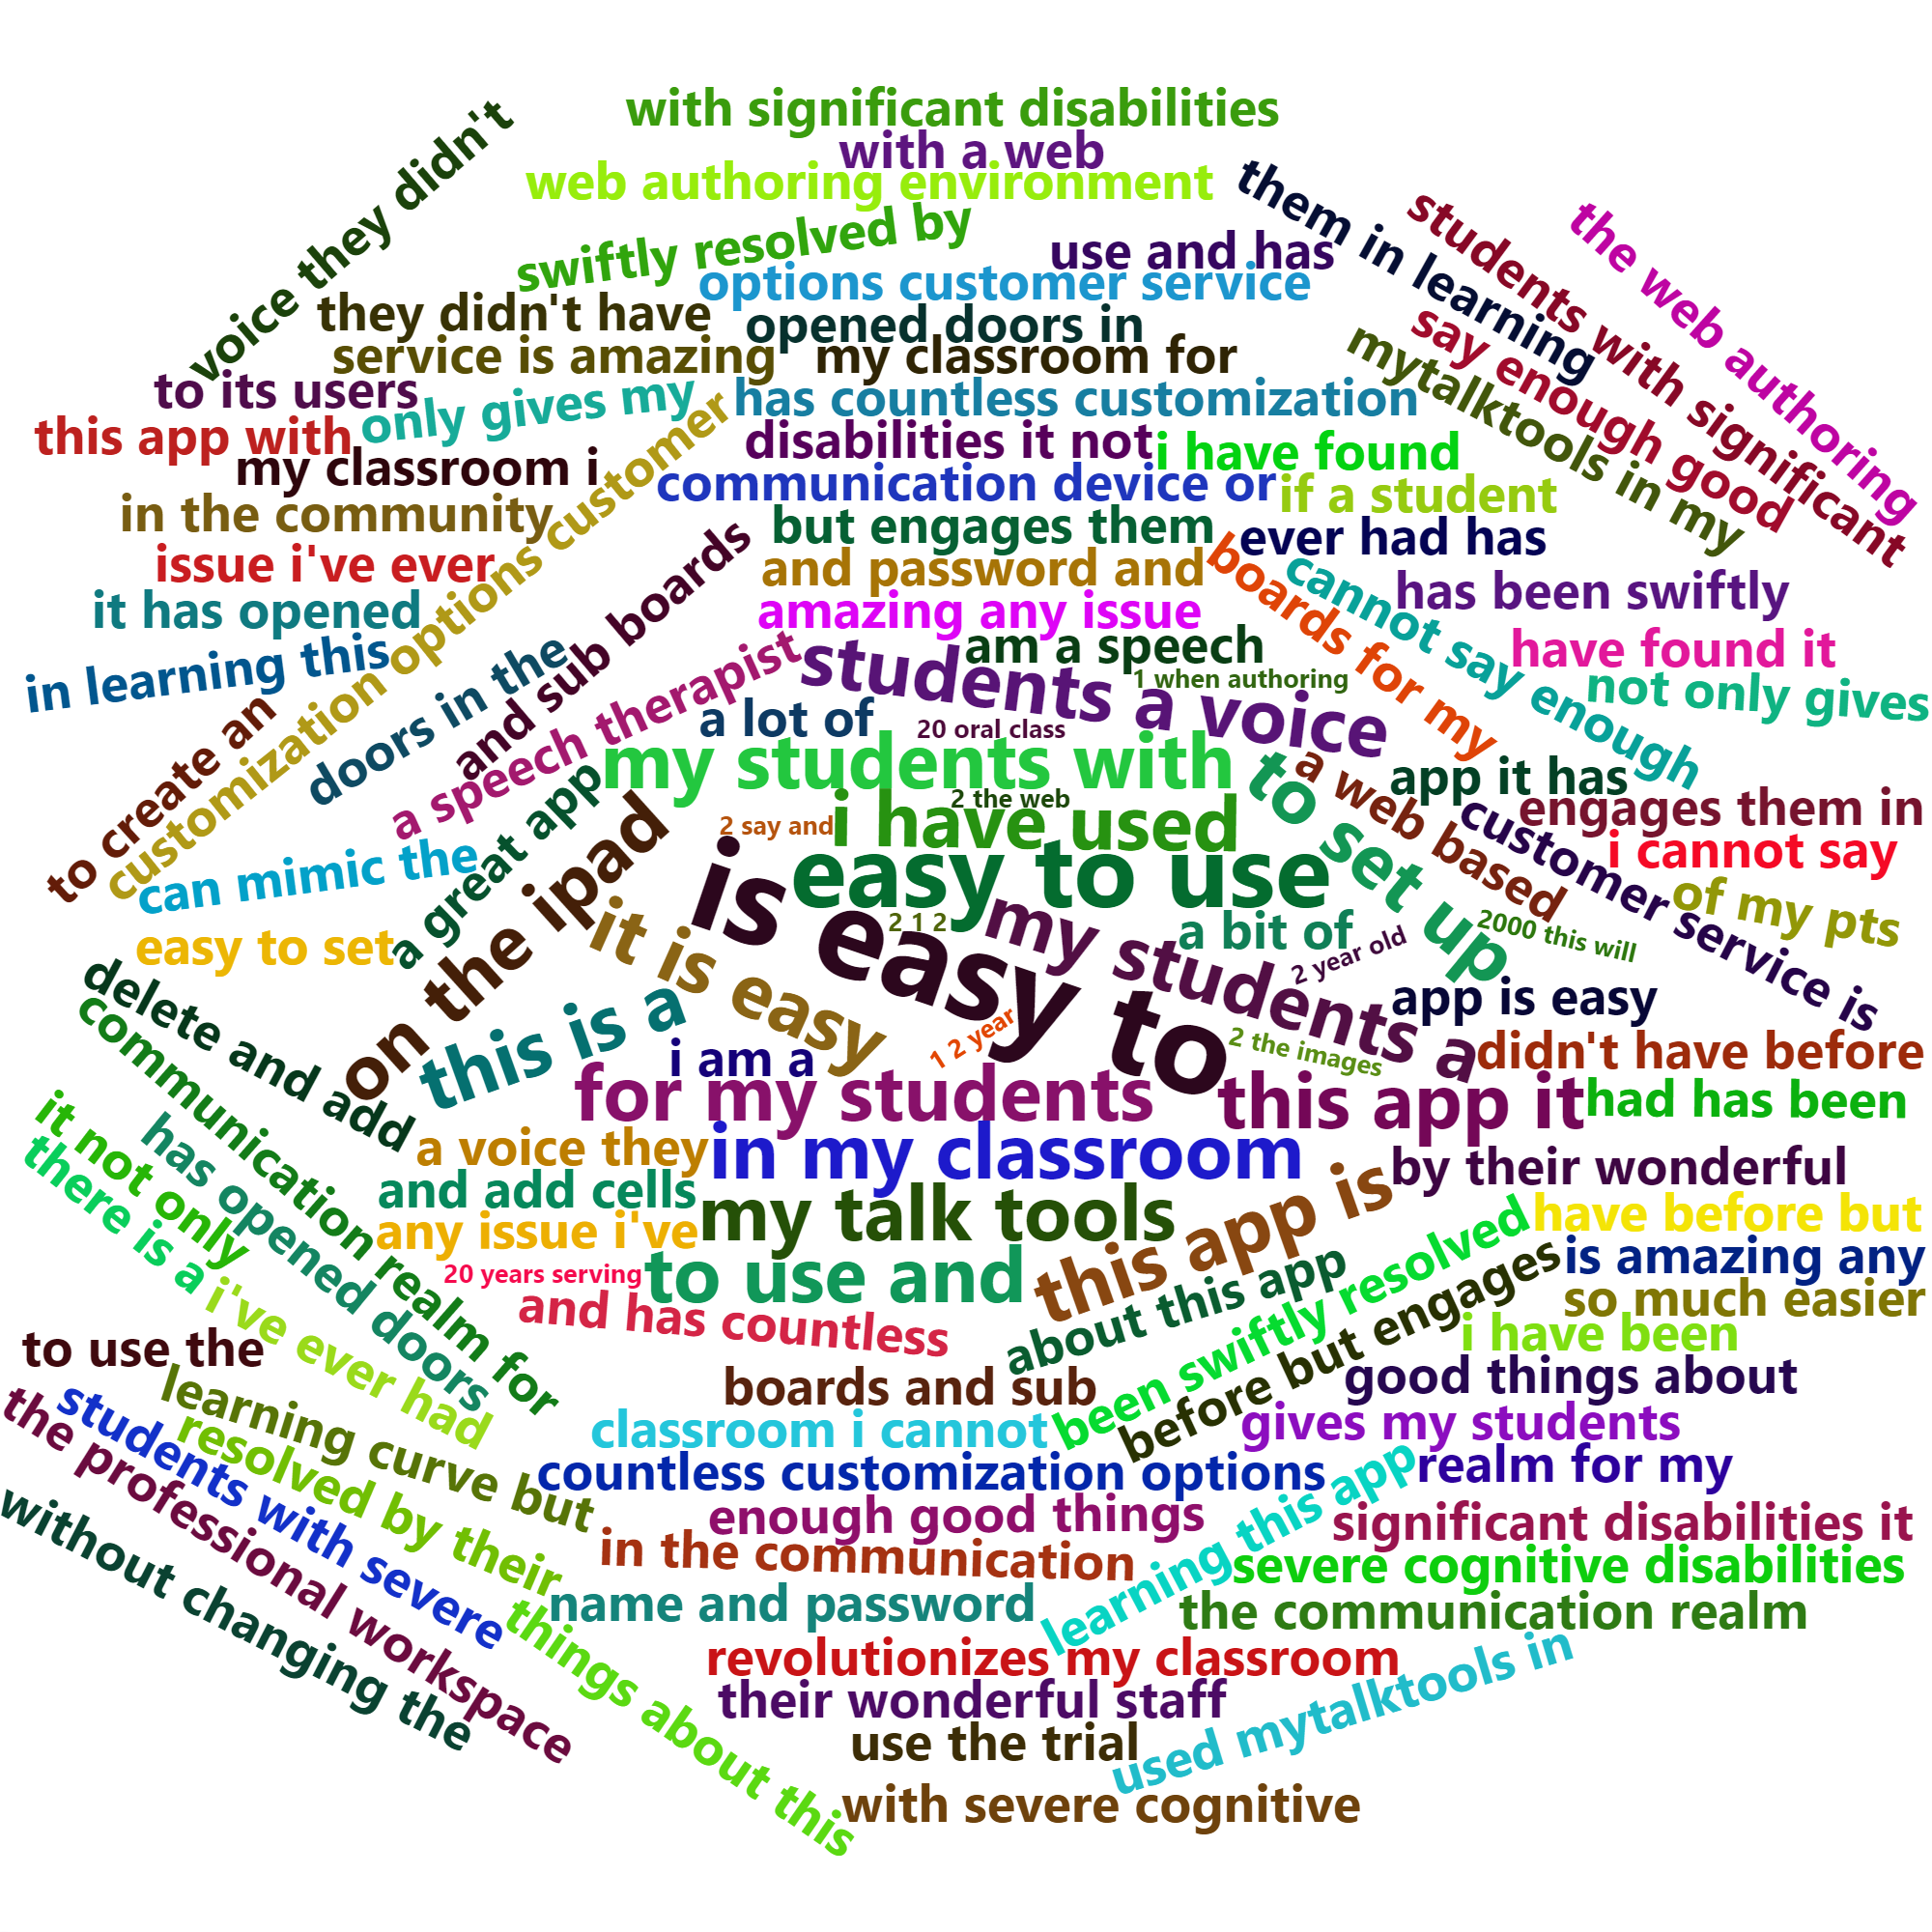 with significant disabilities
with a web
web authoring environment
voice they didn't
swiftly resolved by
use and has
them in learning
students with significant
the web authoring
options customer service
they didn't have
opened doors in
service is amazing
my classroom for
say enough good
mytalktools in my
to its users
only gives my
has countless customization
this app with
disabilities it not
i have found
my classroom i
communication device or
if a student
customization options customer
in the community
but engages them
ever had has
issue i've ever
and password and
boards for my
cannot say enough
has been swiftly
it has opened
and sub boards
amazing any issue
in learning this
doors in the
a speech therapist
am a speech
have found it
students a voice
1 when authoring
not only gives
to create an
a lot of
20 oral class
my students with
to set up
a web based
app it has
a great app
2 the web
engages them in
on the ipad
2 say and
i have used
customer service is
i cannot say
can mimic the
easy to use
of my pts
is easy to
it is easy
2 1 2
my students a
a bit of
2000 this will
easy to set
2 year old
delete and add
this is a
app is easy
communication realm for
1 2 year
2 the images
i am a
didn't have before
for my students
this app it
had has been
it not only
has opened doors
there is a
a voice they
in my classroom
by their wonderful
and add cells
my talk tools
this app is
any issue i've
been swiftly resolved
have before but
20 years serving
to use and
about this app
before but engages
is amazing any
i've ever had
and has countless
so much easier
i have been
to use the
learning curve but
boards and sub
good things about
students with severe
resolved by their
classroom i cannot
gives my students
the professional workspace
countless customization options
learning this app
realm for my
without changing the
enough good things
significant disabilities it
in the communication
severe cognitive disabilities
things about this
name and password
the communication realm
revolutionizes my classroom
used mytalktools in
their wonderful staff
use the trial
with severe cognitive